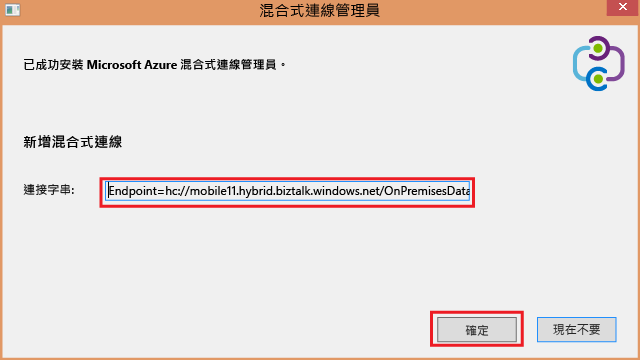 混合式連線管理員
已成功安裝 Microsoft Azure 混合式連線管理員。
新增混合式連線
連接字串:
Endpoint=hc://mobile11.hybrid.biztalk.windows.net/OnPremisesData
確定
現在不要